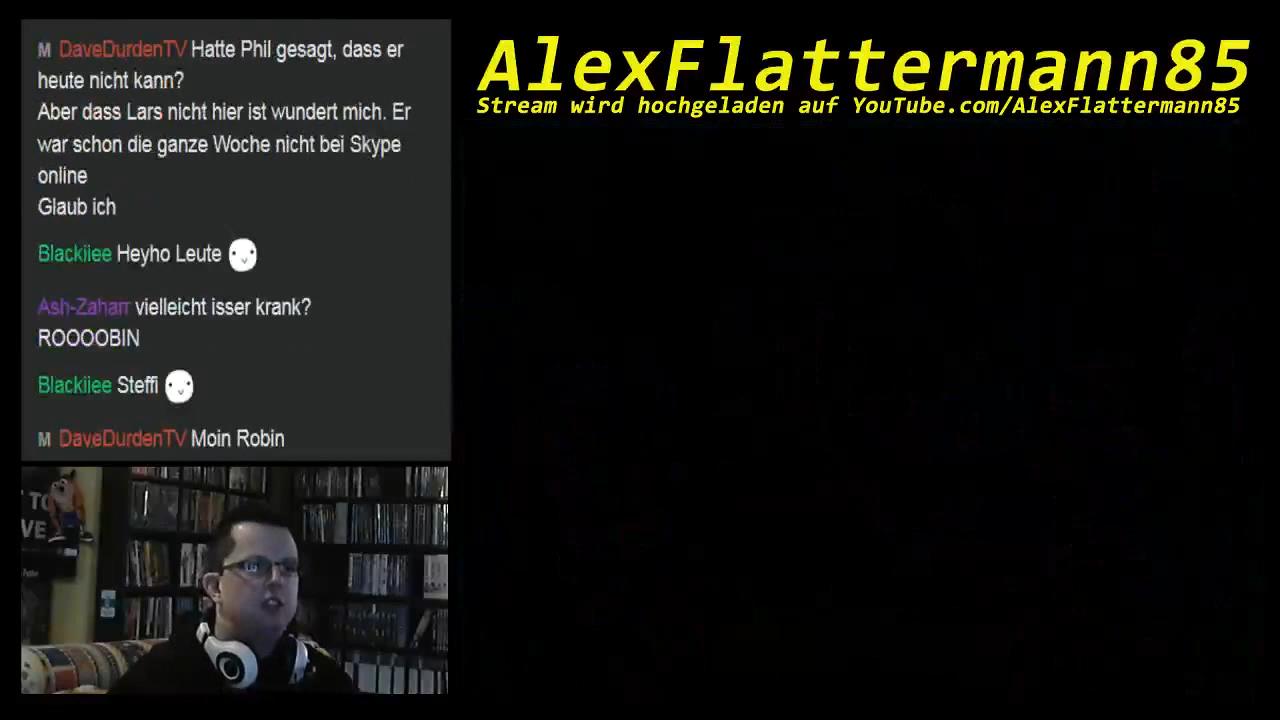 M DaveDurdenTV Hatte Phil gesagt, dass er
heute nicht kann?
Aber dass Lars nicht hier ist wundert mich. Er
war schon die ganze Woche nicht bei Skype
online
Glaub ich
Blackiiee Heyho Leute
Ash-Zaharr vielleicht isser krank?
ROOOOBIN
Blackiiee Steffi
M DaveDurdenTV Moin Robin
AlexFlattermann85
Stream wird hochgeladen auf YouTube.com/AlexFlattermann85
TO
VE